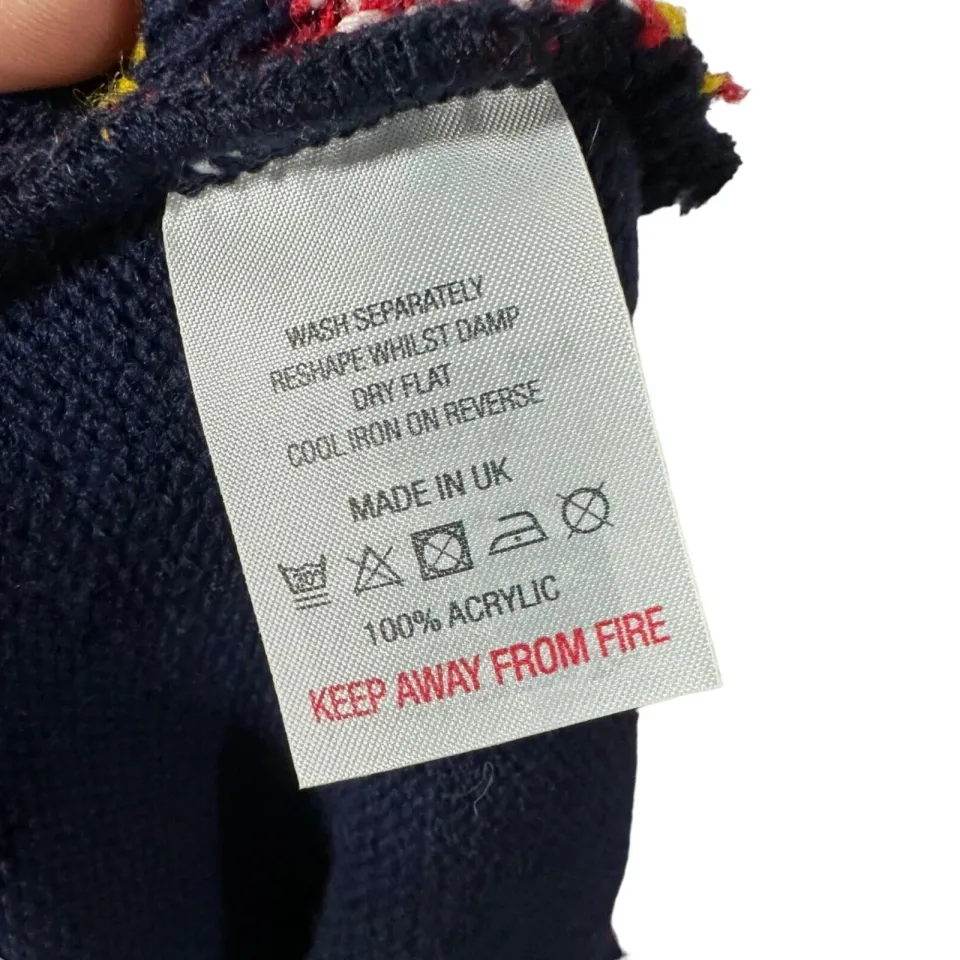 WASH SEPARATELY
RESHAPE WHILST DAMP
DRY FLAT
COOL IRON ON REVERSE
MADE IN UK
30°
100% ACRYLIC
KEEP AWAY FROM FIRE